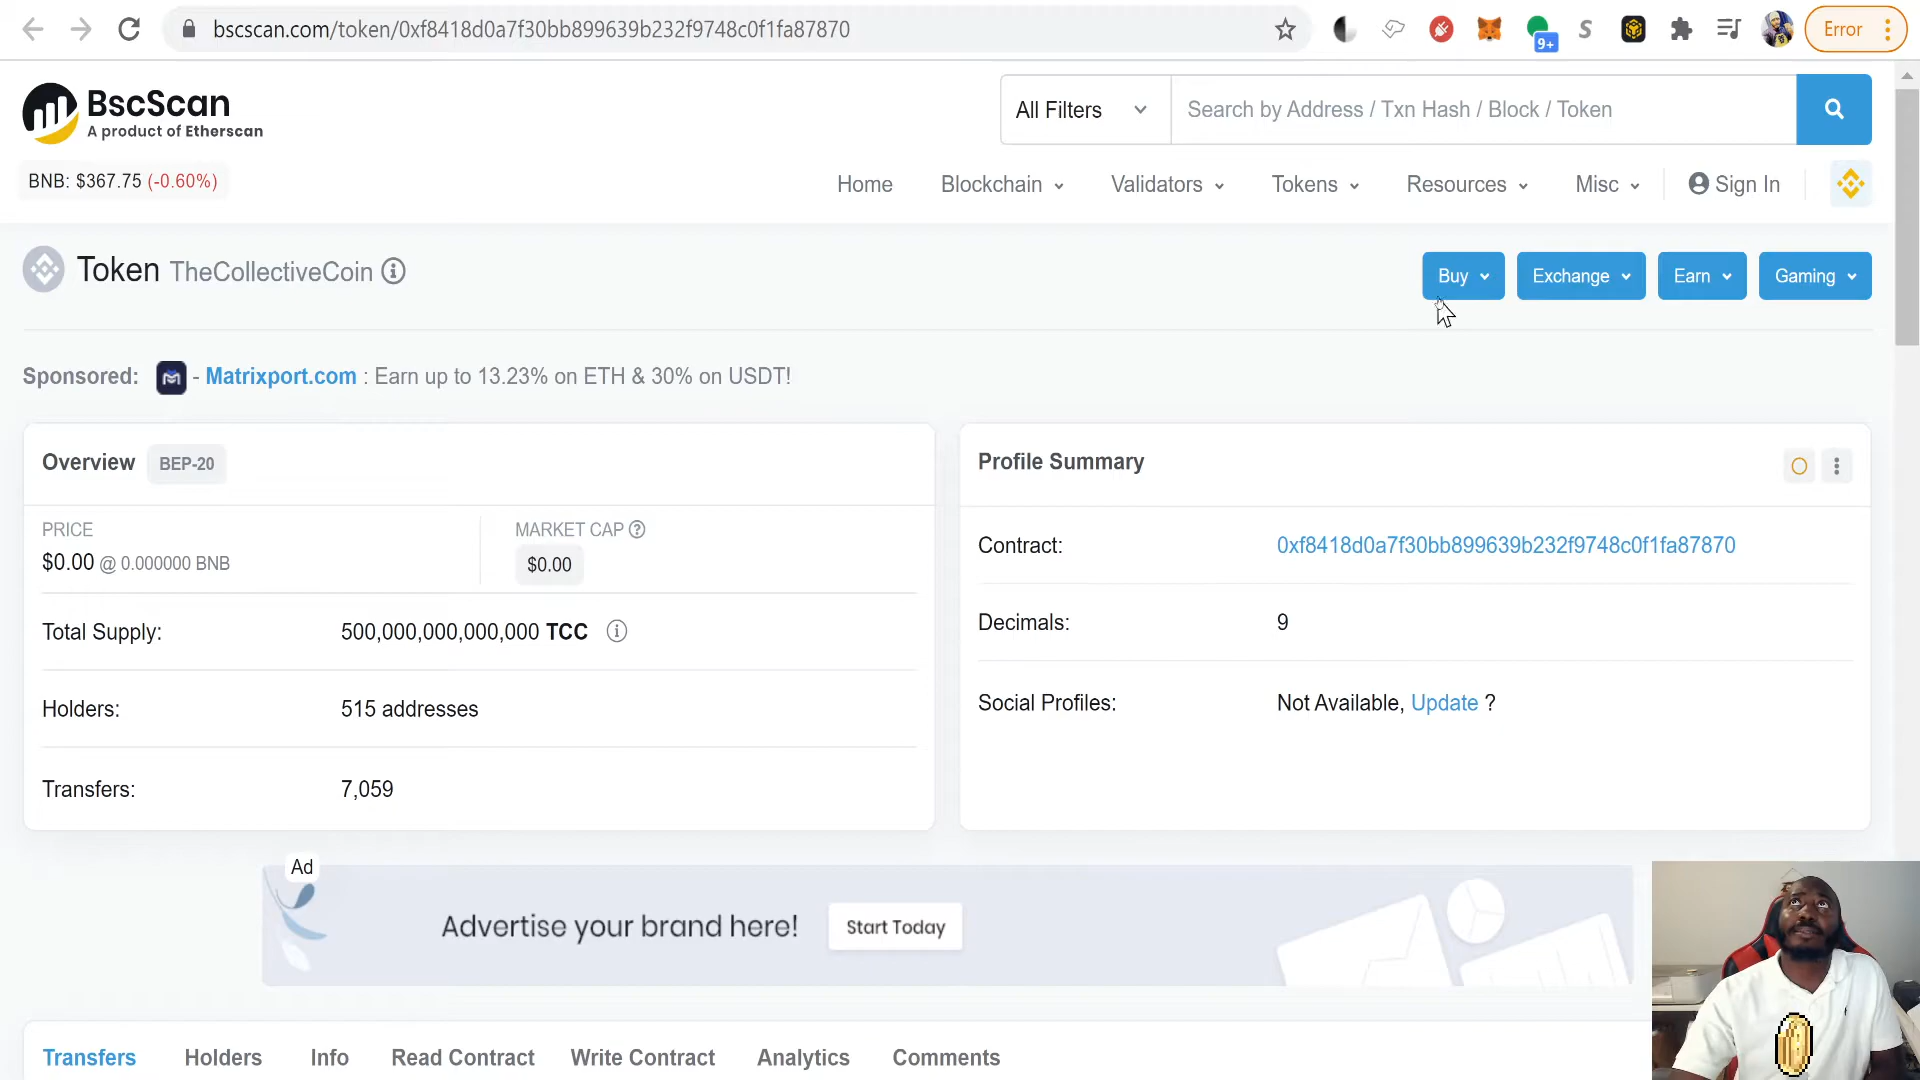 bscscan.com/token/0xf8418d0a7f30bb899639b232f9748c0f1fa87870
9+
S
Error
BscScan
A product of Etherscan
All Filters
Search by Address / Txn Hash / Block / Token
BNB: $367.75 (-0.60%)
Home
Blockchain
Validators
Tokens
Resources
Misc
Sign In
Token TheCollectiveCoin
Buy
Exchange
Earn
Gaming
Sponsored: - Matrixport.com : Earn up to 13.23% on ETH & 30% on USDT!
Overview BEP-20
PRICE
$0.00 @ 0.000000 BNB
MARKET CAP
$0.00
Total Supply: 500,000,000,000,000 TCC
Holders: 515 addresses
Transfers: 7,059
Profile Summary
Contract: 0xf8418d0a7f30bb899639b232f9748c0f1fa87870
Decimals: 9
Social Profiles: Not Available, Update ?
Ad
Advertise your brand here!
Start Today
Transfers
Holders
Info
Read Contract
Write Contract
Analytics
Comments